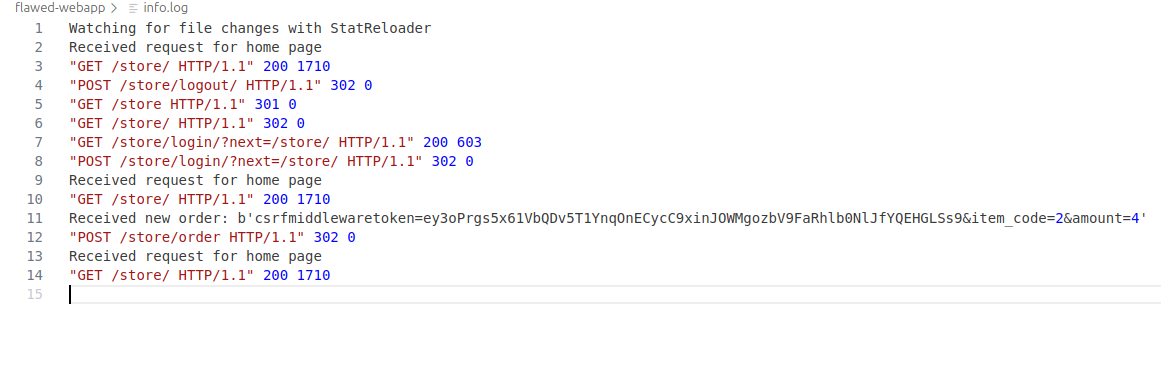 flawed-webapp > info.log
1 Watching for file changes with StatReloader
2 Received request for home page
3 "GET /store/ HTTP/1.1" 200 1710
4 "POST /store/logout/ HTTP/1.1" 302 0
5 "GET /store HTTP/1.1" 301 0
6 "GET /store/ HTTP/1.1" 302 0
7 "GET /store/login/?next=/store/ HTTP/1.1" 200 603
8 "POST /store/login/?next=/store/ HTTP/1.1" 302 0
9 Received request for home page
10 "GET /store/ HTTP/1.1" 200 1710
11 Received new order: b'csrfmiddlewaretoken=ey3oPrgs5x61VbQDv5T1YnqOnECycC9xinJOWMgozbV9FaRhlb0NlJfYQEHGLSs9&item_code=2&amount=4'
12 "POST /store/order HTTP/1.1" 302 0
13 Received request for home page
14 "GET /store/ HTTP/1.1" 200 1710
15